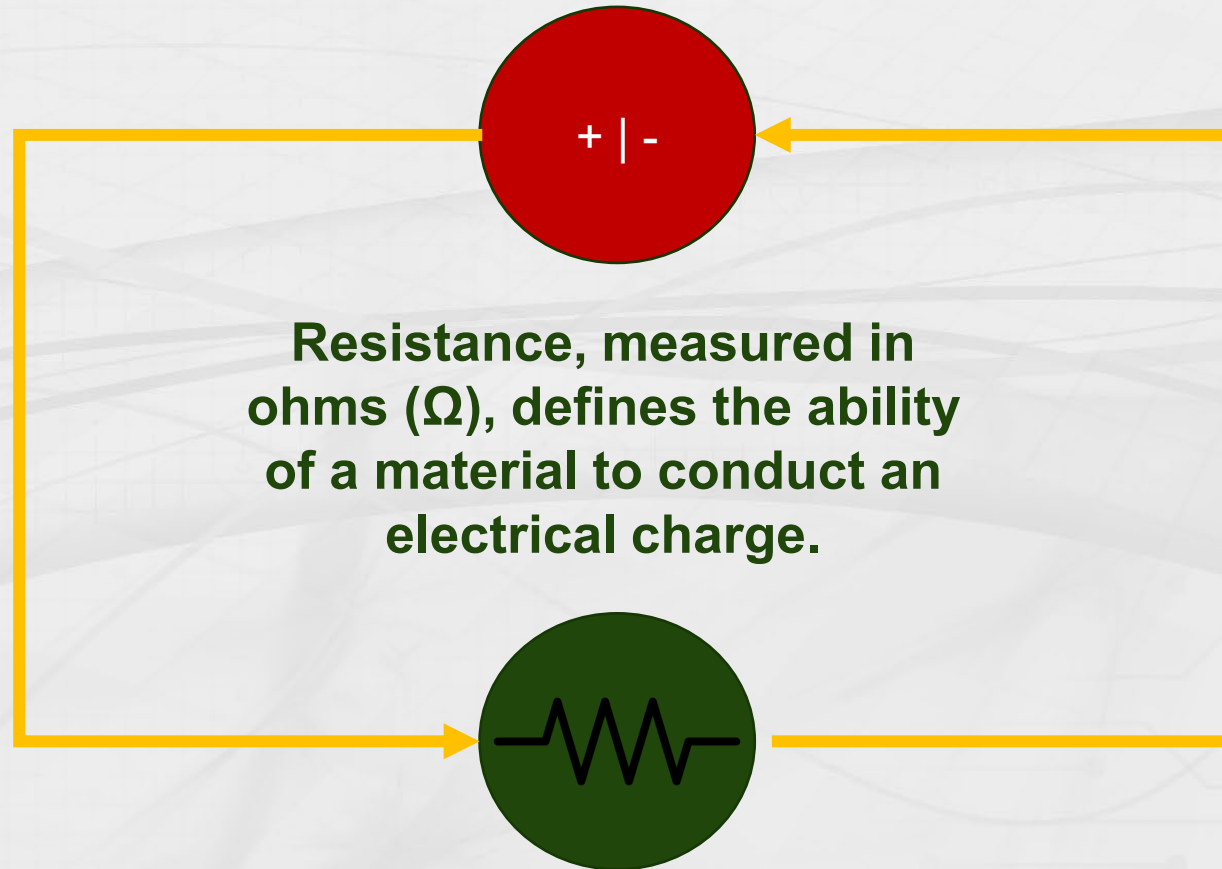 + | -
Resistance, measured in
ohms (Ω), defines the ability
of a material to conduct an
electrical charge.